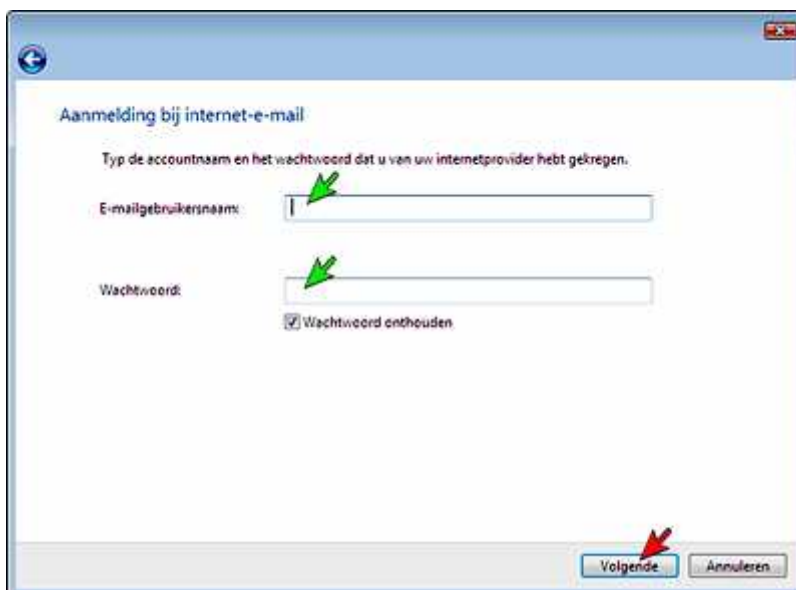 Aanmelding bij internet-e-mail
Typ de accountnaam en het wachtwoord dat u van uw internetprovider hebt gekregen.
E-mailgebruikersnaam:
Wachtwoord:
Wachtwoord onthouden
Volgende
Annuleren